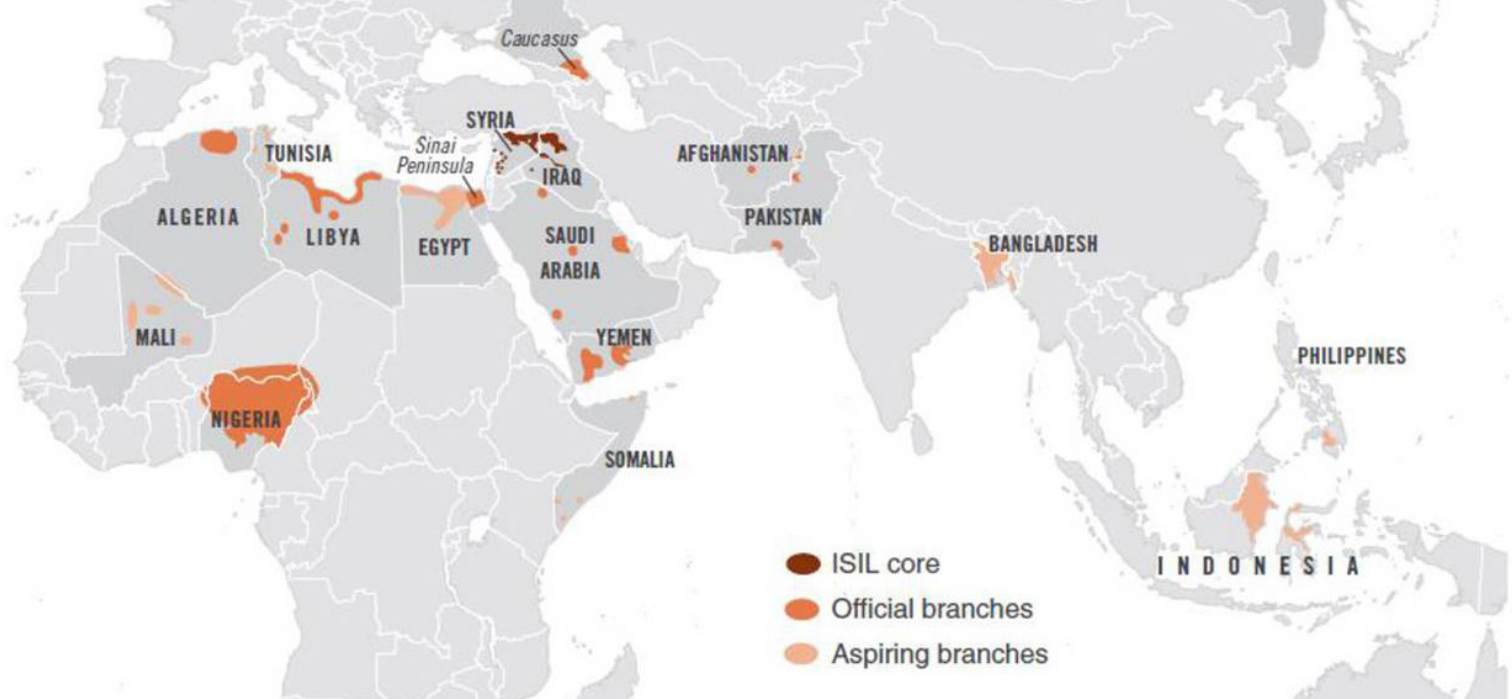 Caucasus
SYRIA
Sinai
Peninsula
TUNISIA
AFGHANISTAN
IRAQ
ALGERIA
LIBYA
EGYPT
SAUDI
ARABIA
PAKISTAN
BANGLADESH
MALI
YEMEN
PHILIPPINES
NIGERIA
SOMALIA
INDONESIA
ISIL core
Official branches
Aspiring branches